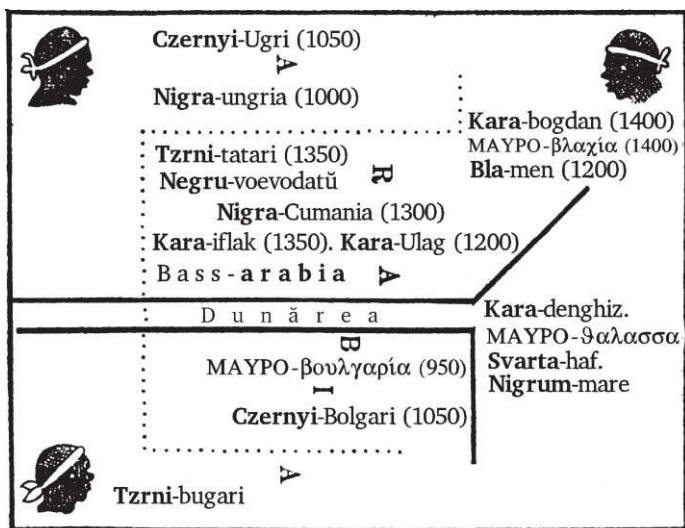 Czernyi-Ugri (1050)
A
Nigra-ungria (1000)
Kara-bogdan (1400)
ΜΑΥΡΟ-βλαχία (1400)
Bla-men (1200)
Tzrni-tatari (1350)
R
Negru-voevodatŭ
Nigra-Cumania (1300)
Kara-iflak (1350). Kara-Ulag (1200)
Bass-arabia
A
Dunărea
Kara-denghiz.
ΜΑΥΡΟ-ϑαλασσα
Svarta-haf.
Nigrum-mare
B
ΜΑΥΡΟ-βουλγαρία (950)
I
Czernyi-Bolgari (1050)
A
Tzrni-bugari